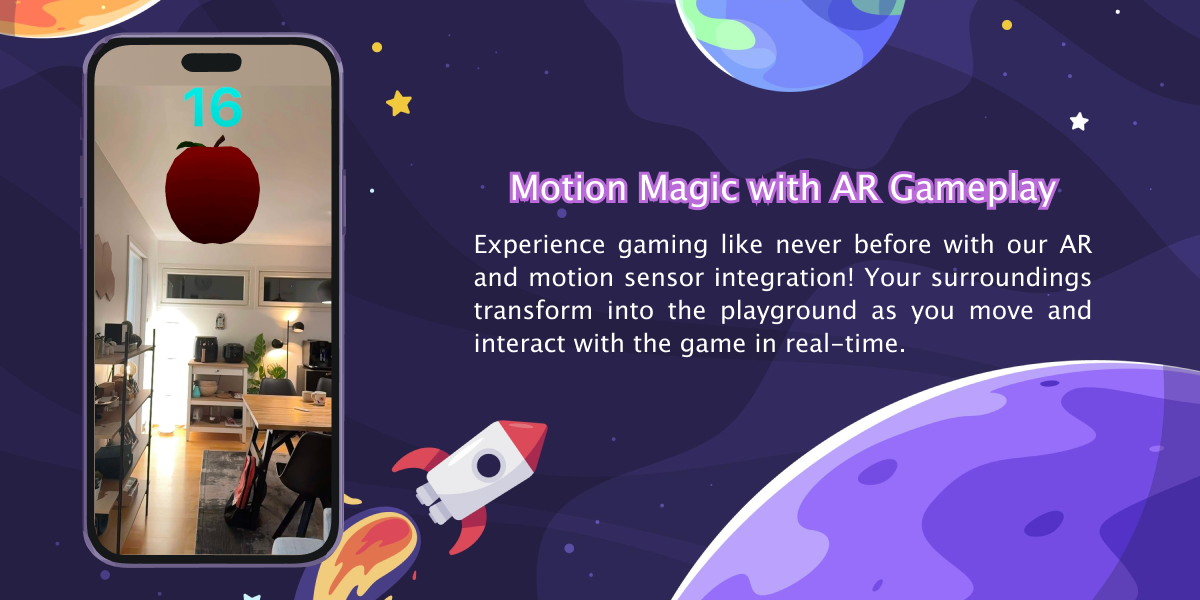 16
Motion Magic with AR Gameplay
Experience gaming like never before with our AR
and motion sensor integration! Your surroundings
transform into the playground as you move and
interact with the game in real-time.